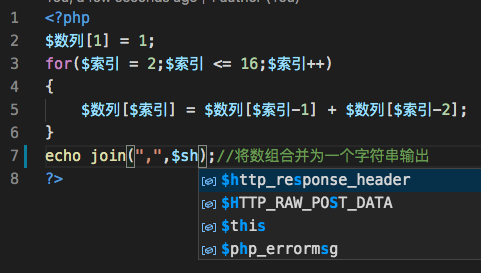 You, a few seconds ago | 1 author (You)
1 <?php
2 $数列[1] = 1;
3 for($索引 = 2;$索引 <= 16;$索引++)
4 {
5 $数列[$索引] = $数列[$索引-1] + $数列[$索引-2];
6 }
7 echo join(",",$sh);//将数组合并为一个字符串输出
8 ?>
$http_response_header
$HTTP_RAW_POST_DATA
$this
$php_errormsg